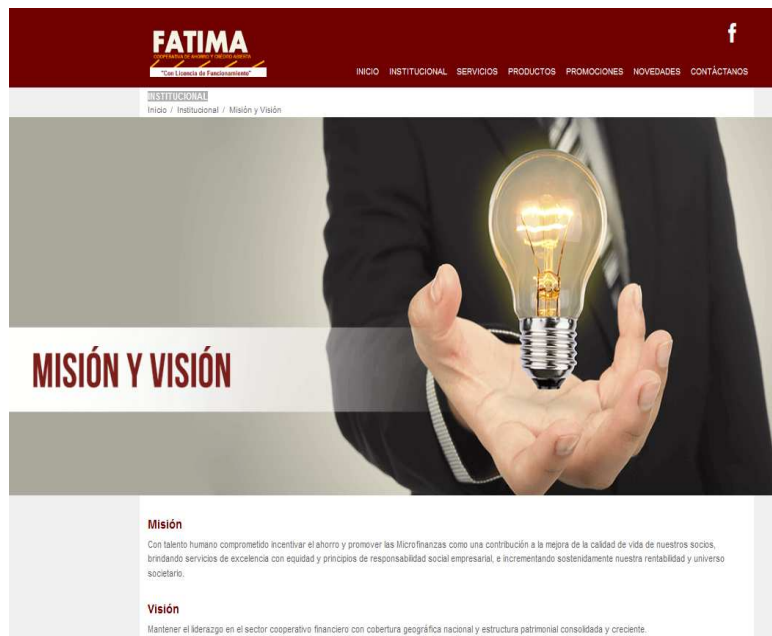 FATIMA
COOPERATIVA DE AHORRO Y CRÉDITO ABIERTA
"Con Licencia de Funcionamiento"
f
INICIO INSTITUCIONAL SERVICIOS PRODUCTOS PROMOCIONES NOVEDADES CONTÁCTANOS
INSTITUCIONAL
Inicio / Institucional / Misión y Visión
MISIÓN Y VISIÓN
Misión
Con talento humano comprometido incentivar el ahorro y promover las Microfinanzas como una contribución a la mejora de la calidad de vida de nuestros socios,
brindando servicios de excelencia con equidad y principios de responsabilidad social empresarial, e incrementando sostenidamente nuestra rentabilidad y universo
societario.
Visión
Mantener el liderazgo en el sector cooperativo financiero con cobertura geográfica nacional y estructura patrimonial consolidada y creciente.